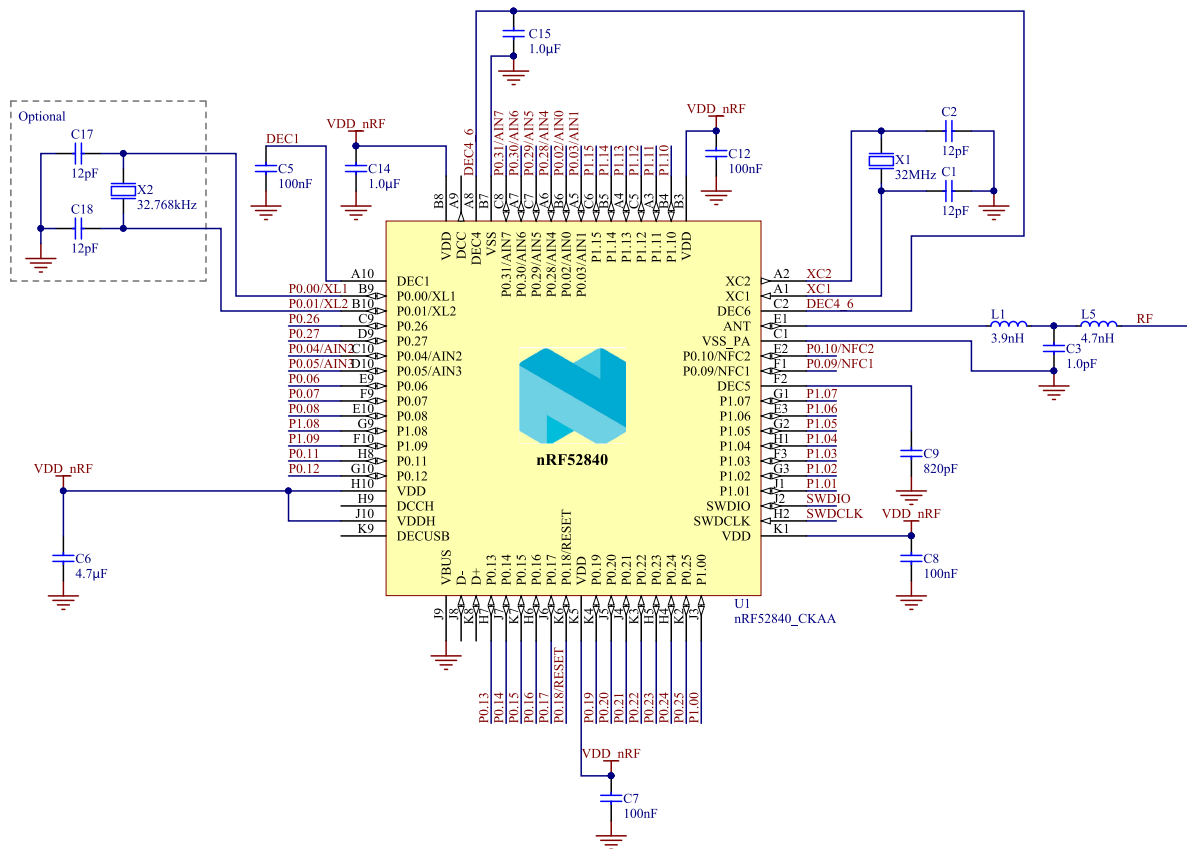 C15
1.0µF
Optional
C17
12pF
X2
32.768kHz
C18
12pF
DEC1
C5
100nF
VDD_nRF
C14
1.0µF
DEC4_6
P0.31/AIN7
P0.30/AIN6
P0.29/AIN5
P0.28/AIN4
P0.02/AIN0
P0.03/AIN1
P1.15
P1.14
P1.13
P1.12
P1.11
P1.10
VDD_nRF
C12
100nF
C2
12pF
X1
32MHz
C1
12pF
B8
A9
A8
B7
C8
A7
C7
A6
B6
A5
C6
B5
A4
C5
A3
B4
B3
VDD
DCC
DEC4
VSS
P0.31/AIN7
P0.30/AIN6
P0.29/AIN5
P0.28/AIN4
P0.02/AIN0
P0.03/AIN1
P1.15
P1.14
P1.13
P1.12
P1.11
P1.10
VDD
A10 DEC1
P0.00/XL1 B9 P0.00/XL1
P0.01/XL2 B10 P0.01/XL2
P0.26 C9 P0.26
P0.27 D9 P0.27
P0.04/AIN2 C10 P0.04/AIN2
P0.05/AIN3 D10 P0.05/AIN3
P0.06 E9 P0.06
P0.07 F9 P0.07
P0.08 E10 P0.08
P1.08 G9 P1.08
P1.09 F10 P1.09
P0.11 H8 P0.11
P0.12 G10 P0.12
H10 VDD
H9 DCCH
J10 VDDH
K9 DECUSB
VDD_nRF
C6
4.7µF
nRF52840
XC2 A2 XC2
XC1 A1 XC1
DEC6 C2 DEC4_6
ANT E1
VSS_PA C1
P0.10/NFC2 E2 P0.10/NFC2
P0.09/NFC1 F1 P0.09/NFC1
DEC5 F2
P1.07 G1 P1.07
P1.06 E3 P1.06
P1.05 G2 P1.05
P1.04 H1 P1.04
P1.03 F3 P1.03
P1.02 G3 P1.02
P1.01 J1 P1.01
SWDIO J2 SWDIO
SWDCLK H2 SWDCLK
VDD K1
L1
3.9nH
L5
4.7nH
RF
C3
1.0pF
C9
820pF
VDD_nRF
C8
100nF
VBUS
D-
D+
P0.13
P0.14
P0.15
P0.16
P0.17
P0.18/RESET
VDD
P0.19
P0.20
P0.21
P0.22
P0.23
P0.24
P0.25
P1.00
U1
nRF52840_CKAA
J9
J8
K8
H7
J7
K7
H6
J6
K6
K5
K4
J5
J4
K3
H5
H4
K2
J3
P0.13
P0.14
P0.15
P0.16
P0.17
P0.18/RESET
P0.19
P0.20
P0.21
P0.22
P0.23
P0.24
P0.25
P1.00
VDD_nRF
C7
100nF